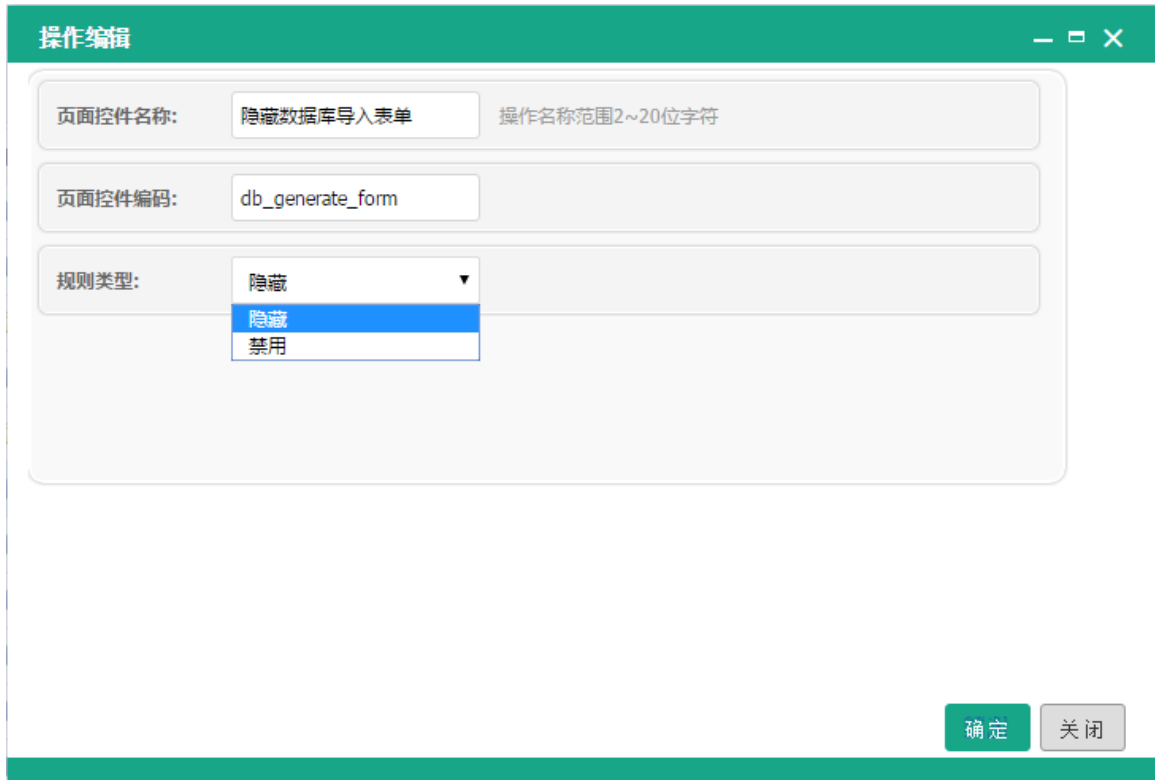 操作编辑
页面控件名称: 隐藏数据库导入表单 操作名称范围2~20位字符
页面控件编码: db_generate_form
规则类型: 隐藏
隐藏
禁用
确定 关闭